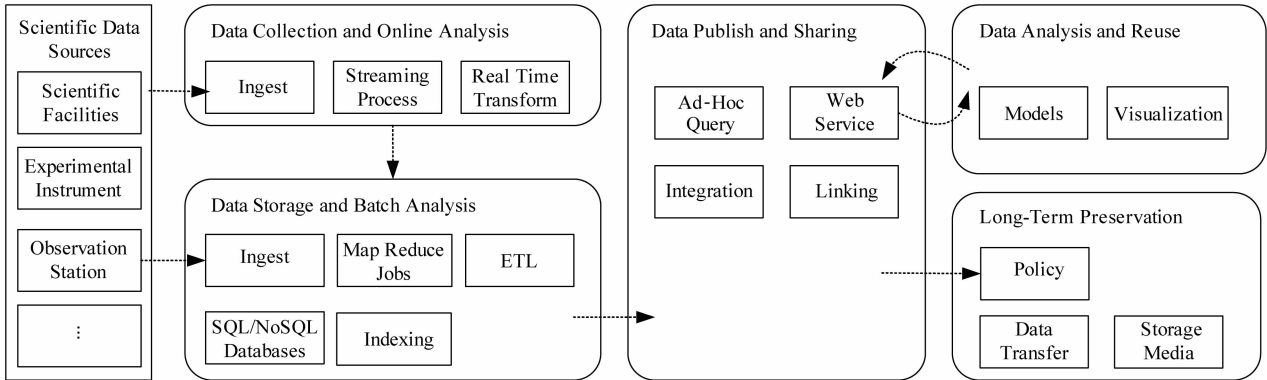 Scientific Data
Sources
Scientific
Facilities
Experimental
Instrument
Observation
Station
...
Data Collection and Online Analysis
Ingest
Streaming
Process
Real Time
Transform
Data Storage and Batch Analysis
Ingest
Map Reduce
Jobs
ETL
SQL/NoSQL
Databases
Indexing
Data Publish and Sharing
Ad-Hoc
Query
Web
Service
Integration
Linking
Data Analysis and Reuse
Models
Visualization
Long-Term Preservation
Policy
Data
Transfer
Storage
Media